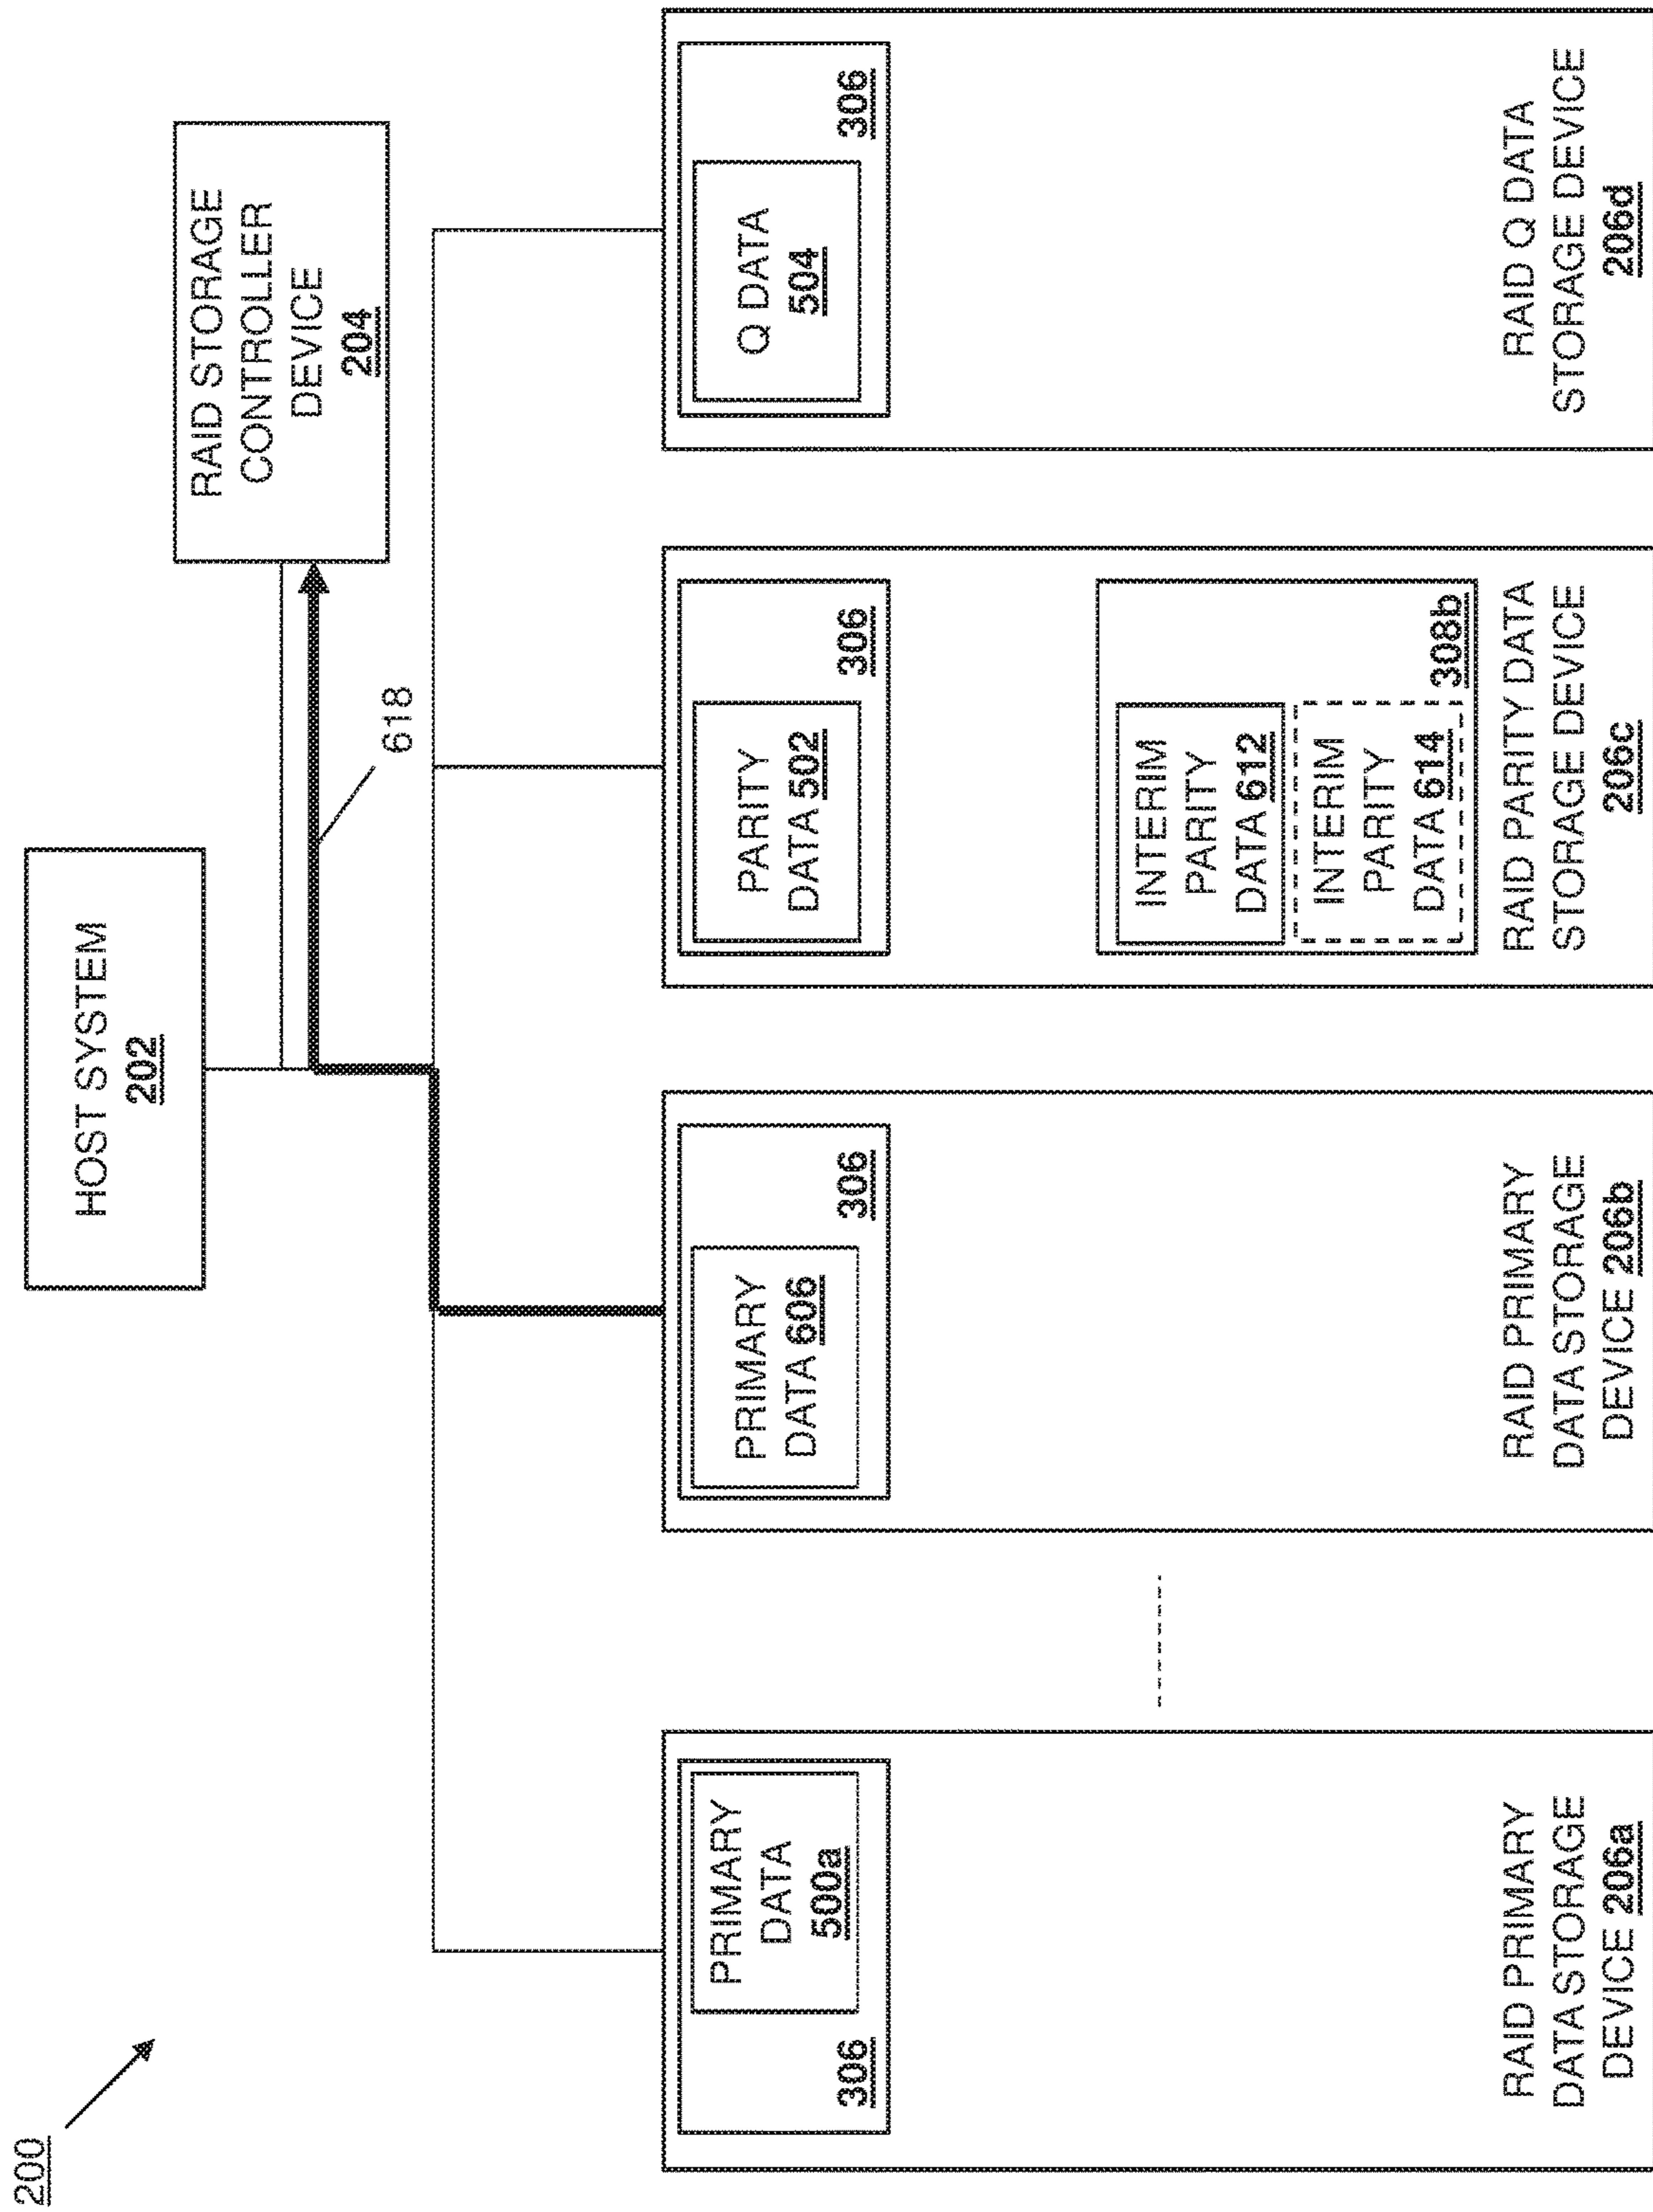 200
HOST SYSTEM
202
RAID STORAGE
CONTROLLER
DEVICE
204
618
306
PRIMARY
DATA
500a
RAID PRIMARY
DATA STORAGE
DEVICE 206a
PRIMARY
DATA 606
306
RAID PRIMARY
DATA STORAGE
DEVICE 206b
PARITY
DATA 502
306
INTERIM
PARITY
DATA 612
INTERIM
PARITY
DATA 614
308b
RAID PARITY DATA
STORAGE DEVICE
206c
Q DATA
504
306
RAID Q DATA
STORAGE DEVICE
206d